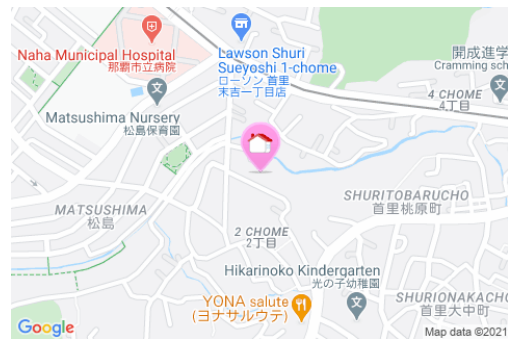 Naha Municipal Hospital
那覇市立病院
Lawson Shuri
Sueyoshi 1-chome
ローソン 首里
末吉一丁目店
開成進学
Cramming sch
Matsushima Nursery
松島保育園
4 CHOME
4丁目
SHURITOBARUCHO
首里桃原町
MATSUSHIMA
松島
2 CHOME
2丁目
Hikarinoko Kindergarten
光の子幼稚園
YONA salute
(ヨナサルウテ)
SHURIONAKACHO
首里大中町
Google
Map data ©2021